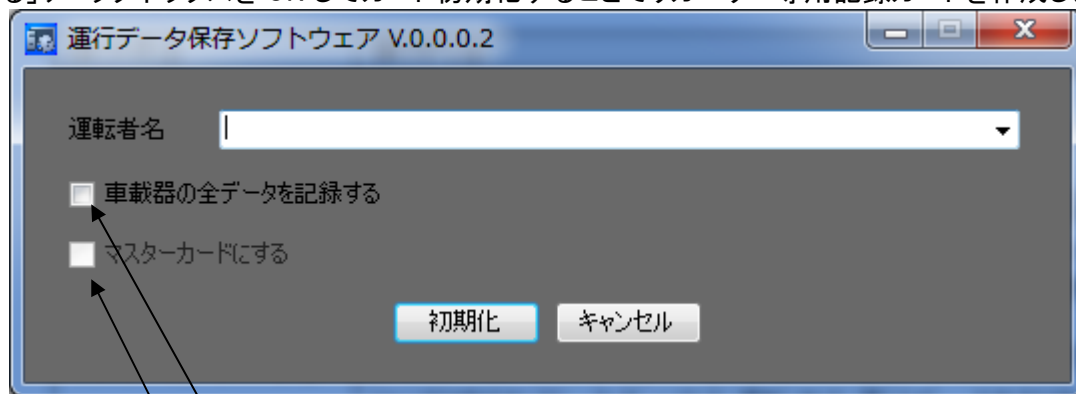 運行データ保存ソフトウェア V.0.0.0.2
運転者名
車載器の全データを記録する
マスターカードにする
初期化 キャンセル